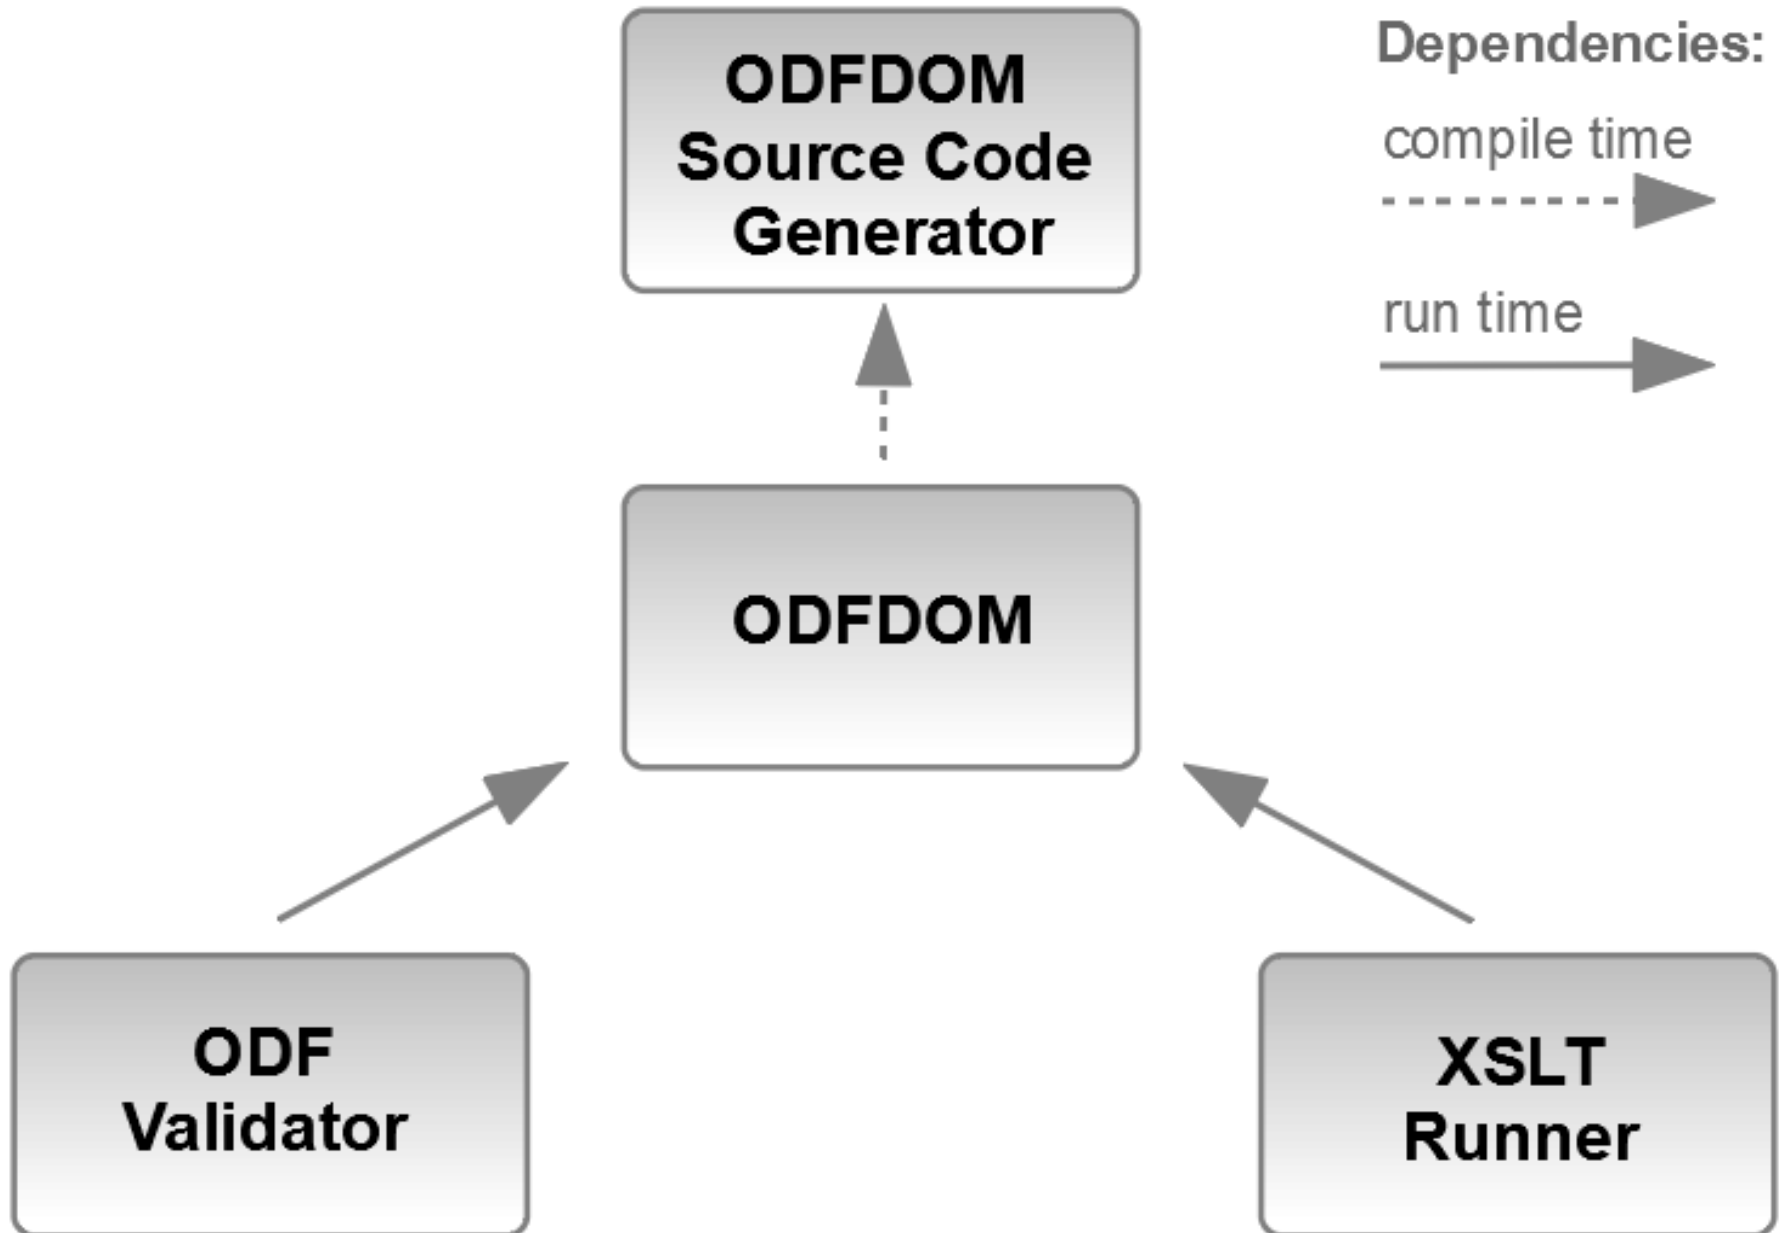 ODFDOM
Source Code
Generator
Dependencies:
compile time
run time
ODFDOM
ODF
Validator
XSLT
Runner